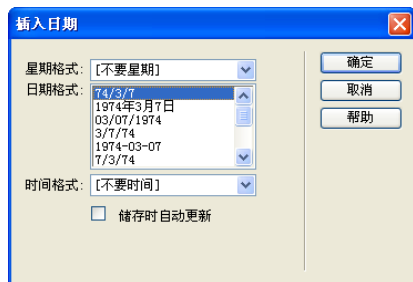 插入日期
星期格式: [不要星期]
日期格式: 74/3/7
1974年3月7日
03/07/1974
3/7/74
1974-03-07
7/3/74
时间格式: [不要时间]
储存时自动更新
确定
取消
帮助